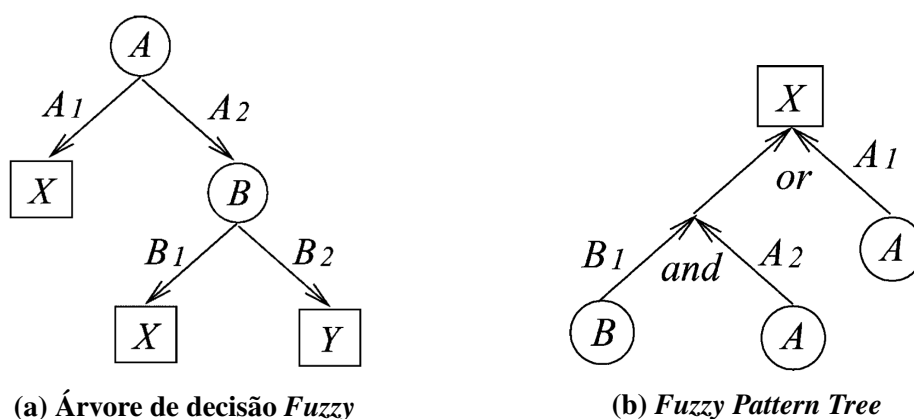 A
A1
A2
X
B
B1
B2
X
Y
(a) Árvore de decisão Fuzzy
X
or
A1
A
B1
and
A2
B
A
(b) Fuzzy Pattern Tree